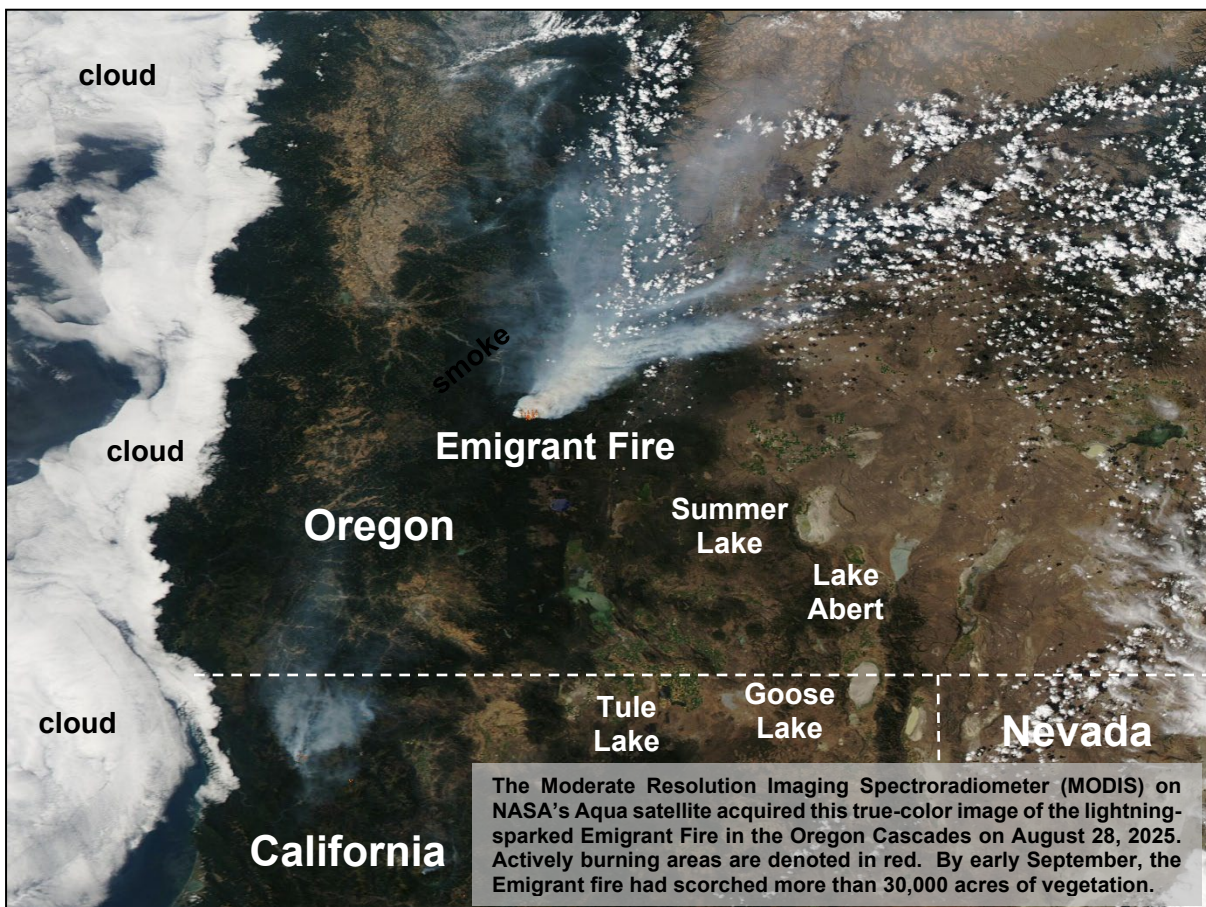 cloud
smoke
Emigrant Fire
cloud
Oregon
Summer
Lake
Lake
Abert
cloud
Tule
Lake
Goose
Lake
Nevada
California
The Moderate Resolution Imaging Spectroradiometer (MODIS) on
NASA's Aqua satellite acquired this true-color image of the lightning-
sparked Emigrant Fire in the Oregon Cascades on August 28, 2025.
Actively burning areas are denoted in red. By early September, the
Emigrant fire had scorched more than 30,000 acres of vegetation.